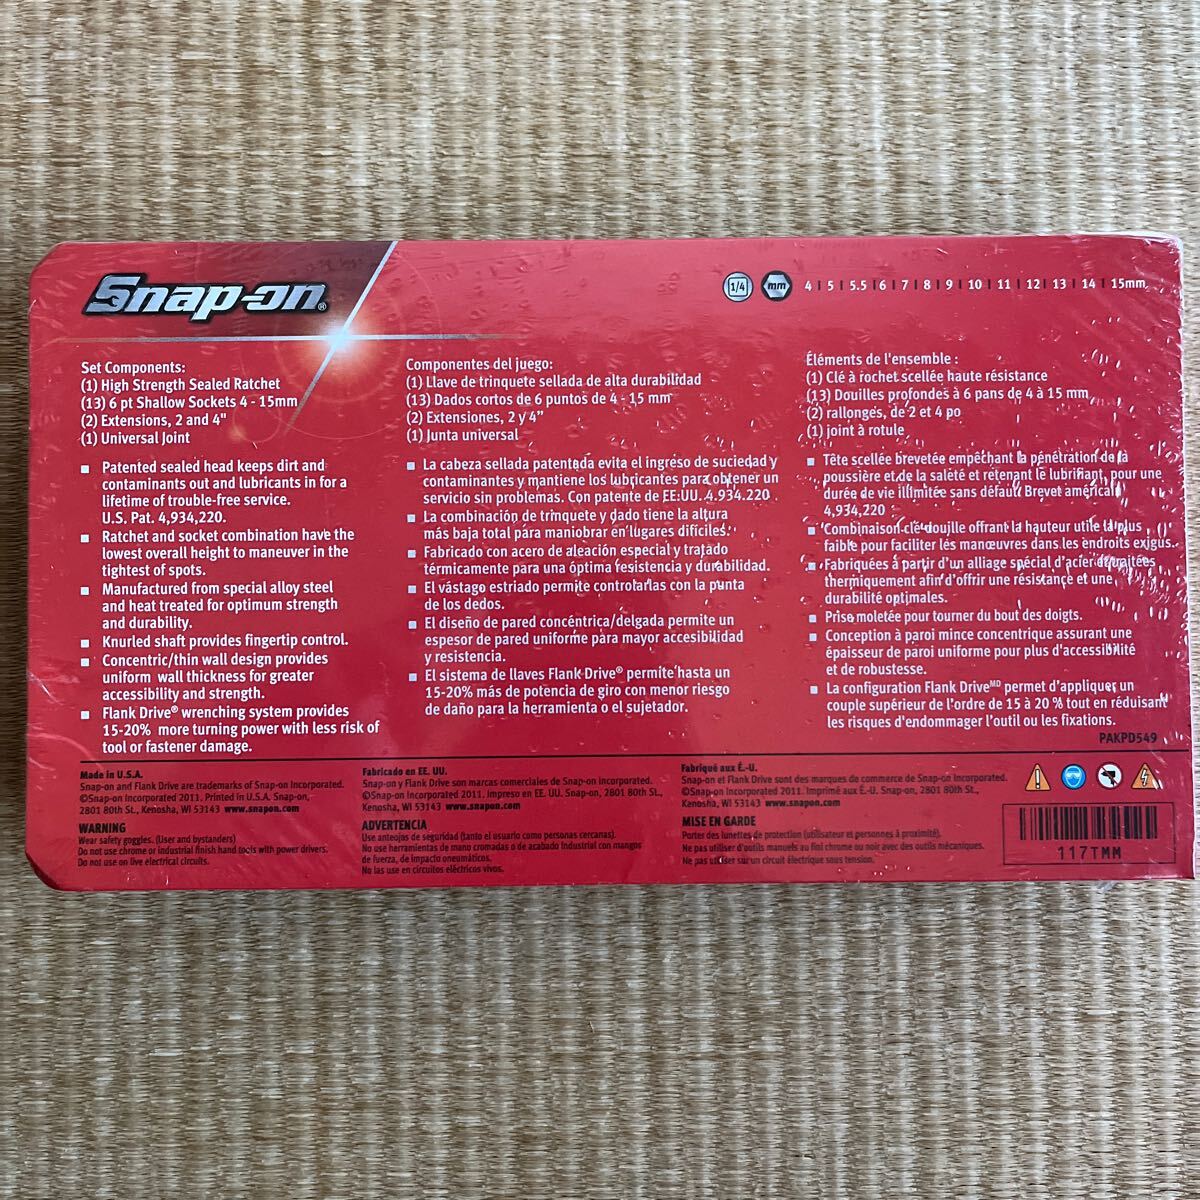 Snap-on®
1/4 mm 4 | 5 | 5.5 | 6 | 7 | 8 | 9 | 10 | 11 | 12 | 13 | 14 | 15mm
Set Components:
(1) High Strength Sealed Ratchet
(13) 6 pt Shallow Sockets 4 - 15mm
(2) Extensions, 2 and 4"
(1) Universal Joint
▪ Patented sealed head keeps dirt and
contaminants out and lubricants in for a
lifetime of trouble-free service.
U.S. Pat. 4,934,220.
▪ Ratchet and socket combination have the
lowest overall height to maneuver in the
tightest of spots.
▪ Manufactured from special alloy steel
and heat treated for optimum strength
and durability.
▪ Knurled shaft provides fingertip control.
▪ Concentric/thin wall design provides
uniform wall thickness for greater
accessibility and strength.
▪ Flank Drive® wrenching system provides
15-20% more turning power with less risk of
tool or fastener damage.
Componentes del juego:
(1) Llave de trinquete sellada de alta durabilidad
(13) Dados cortos de 6 puntos de 4 - 15 mm
(2) Extensiones, 2 y 4"
(1) Junta universal
▪ La cabeza sellada patentada evita el ingreso de suciedad y
contaminantes y mantiene los lubricantes para obtener un
servicio sin problemas. Con patente de EE.UU. 4.934.220
▪ La combinación de trinquete y dado tiene la altura
más baja total para maniobrar en lugares difíciles.
▪ Fabricado con acero de aleación especial y tratado
térmicamente para una óptima resistencia y durabilidad.
▪ El vástago estriado permite controtarlas con la punta
de los dedos.
▪ El diseño de pared concéntrica/delgada permite un
espesor de pared uniforme para mayor accesibilidad
y resistencia.
▪ El sistema de llaves Flank Drive® permite hasta un
15-20% más de potencia de giro con menor riesgo
de daño para la herramienta o el sujetador.
Éléments de l'ensemble :
(1) Clé à rochet scellée haute résistance
(13) Douilles profondes à 6 pans de 4 à 15 mm
(2) rallonges, de 2 et 4 po
(1) joint à rotule
▪ Tête scellée brevetée empêchant la pénétration de la
poussière et de la saleté et retenant le lubrifiant, pour une
durée de vie illimitée sans défaut. Brevet américain
4,934,220
▪ Combinaison clé-douille offrant la hauteur utile la plus
faible pour faciliter les manœuvres dans les endroits exigus.
▪ Fabriquées à partir d'un alliage spécial d'acier et traitées
thermiquement afin d'offrir une résistance et une
durabilité optimales.
▪ Prise moletée pour tourner du bout des doigts.
▪ Conception à paroi mince concentrique assurant une
épaisseur de paroi uniforme pour plus d'accessibilité
et de robustesse.
▪ La configuration Flank Drive MD permet d'appliquer un
couple supérieur de l'ordre de 15 à 20 % tout en réduisant
les risques d'endommager l'outil ou les fixations.
PAKPD549
Made in U.S.A.
Snap-on and Flank Drive are trademarks of Snap-on Incorporated.
©Snap-on Incorporated 2011. Printed in U.S.A. Snap-on,
2801 80th St., Kenosha, WI 53143 www.snapon.com
WARNING
Wear safety goggles. (User and bystanders)
Do not use chrome or industrial finish hand tools with power drivers.
Do not use on live electrical circuits.
Fabricado en EE. UU.
Snap-on y Flank Drive son marcas comerciales de Snap-on Incorporated.
©Snap-on Incorporated 2011. Impreso en EE. UU. Snap-on, 2801 80th St.,
Kenosha, WI 53143 www.snapon.com
ADVERTENCIA
Use anteojos de seguridad (tanto el usuario como personas cercanas).
No use herramientas de mano cromadas o de acabado industrial con mangos
de fuerza, de impacto o neumáticos.
No las use en circuitos eléctricos vivos.
Fabriqué aux É.-U.
Snap-on et Flank Drive sont des marques de commerce de Snap-on Incorporated.
©Snap-on Incorporated 2011. Imprimé aux É.-U. Snap-on, 2801 80th St.,
Kenosha, WI 53143 www.snapon.com
MISE EN GARDE
Porter des lunettes de protection (utilisateur et personnes à proximité).
Ne pas utiliser d'outils manuels au fini chrome ou noir avec des outils mécaniques.
Ne pas utiliser sur un circuit électrique sous tension.
117TMM